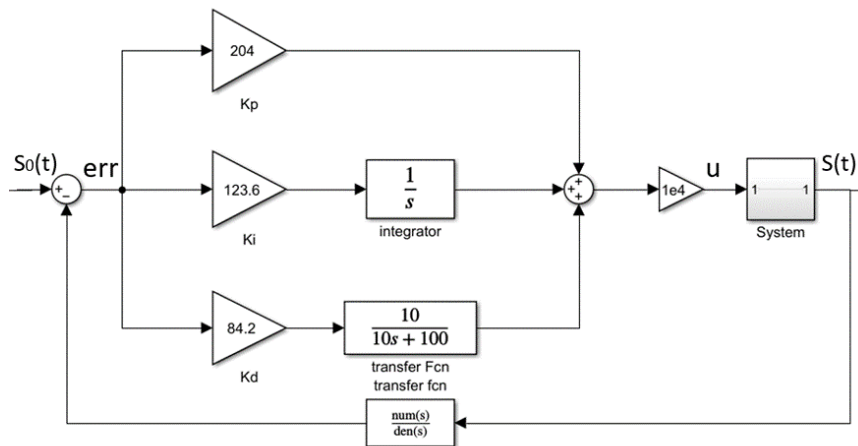 204
Kp
S₀(t)
err
+
−
123.6
Ki
1
s
integrator
+
+
+
1e4
u
1
1
System
S(t)
84.2
Kd
10
10s + 100
transfer Fcn
transfer fcn
num(s)
den(s)